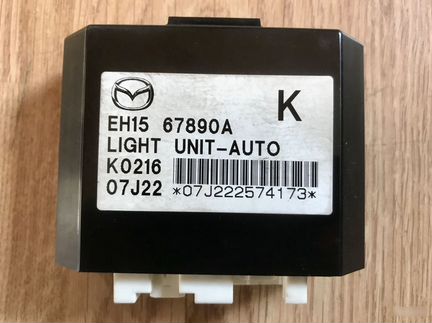 K
EH15 67890A
LIGHT UNIT-AUTO
K0216
07J22 *07J222574173*